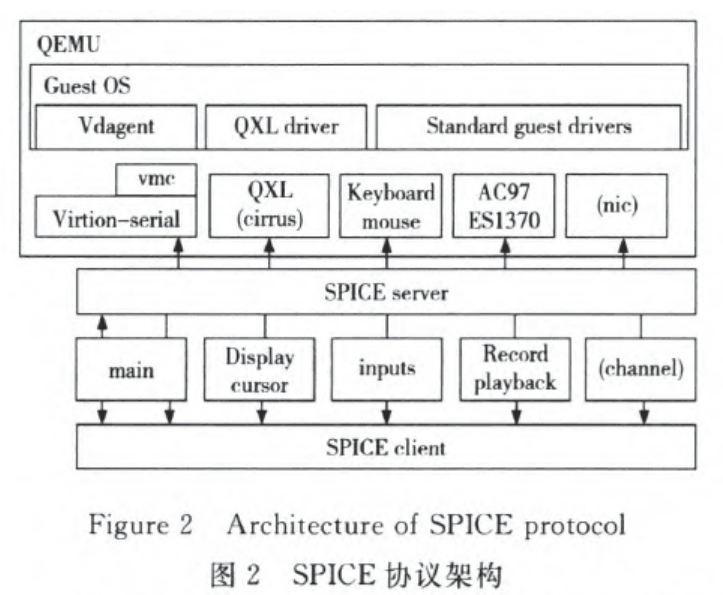 QEMU
Guest OS
Vdagent
QXL driver
Standard guest drivers
vmc
Virtion-serial
QXL
(cirrus)
Keyboard
mouse
AC97
ES1370
(nic)
SPICE server
main
Display
cursor
inputs
Record
playback
(channel)
SPICE client
Figure 2 Architecture of SPICE protocol
图 2 SPICE 协议架构